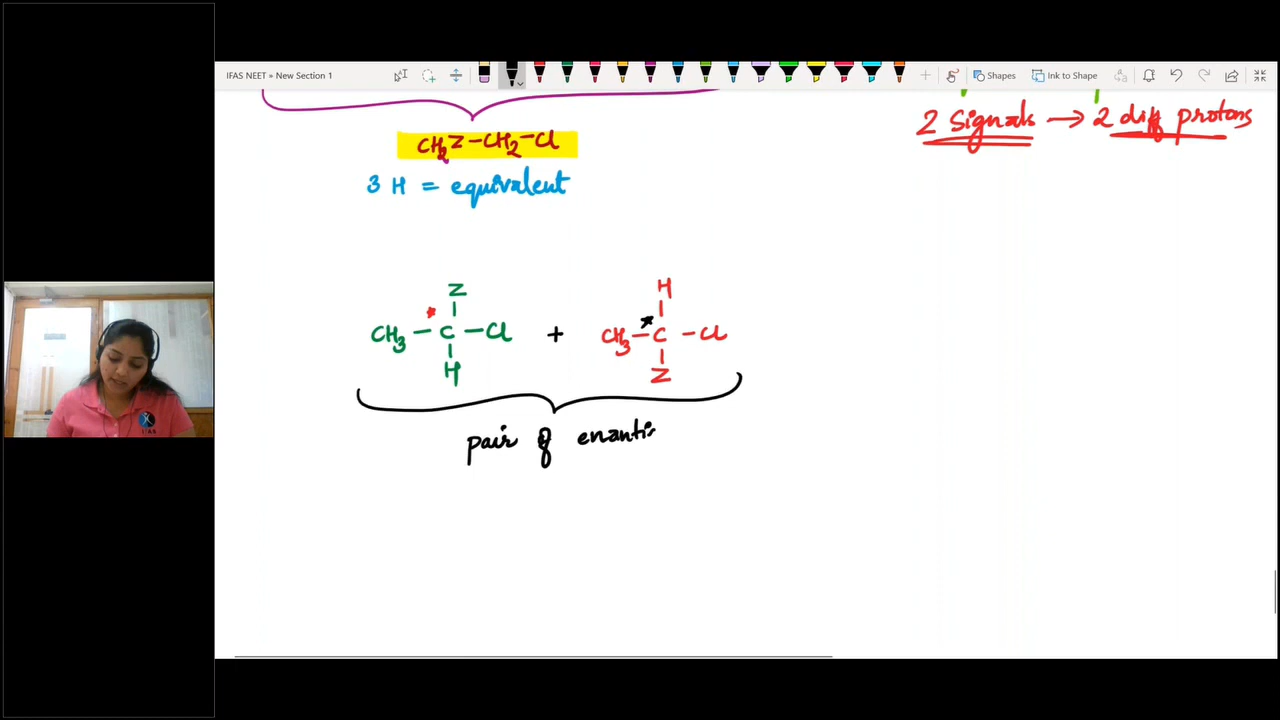 IFAS NEET » New Section 1
Shapes
Ink to Shape
2 Signals → 2 diff protons
CH₂Z-CH₂-Cl
3 H = equivalent
Z H
CH₃ - C - Cl + CH₃ - C - Cl
H Z
pair of enanti
IFAS